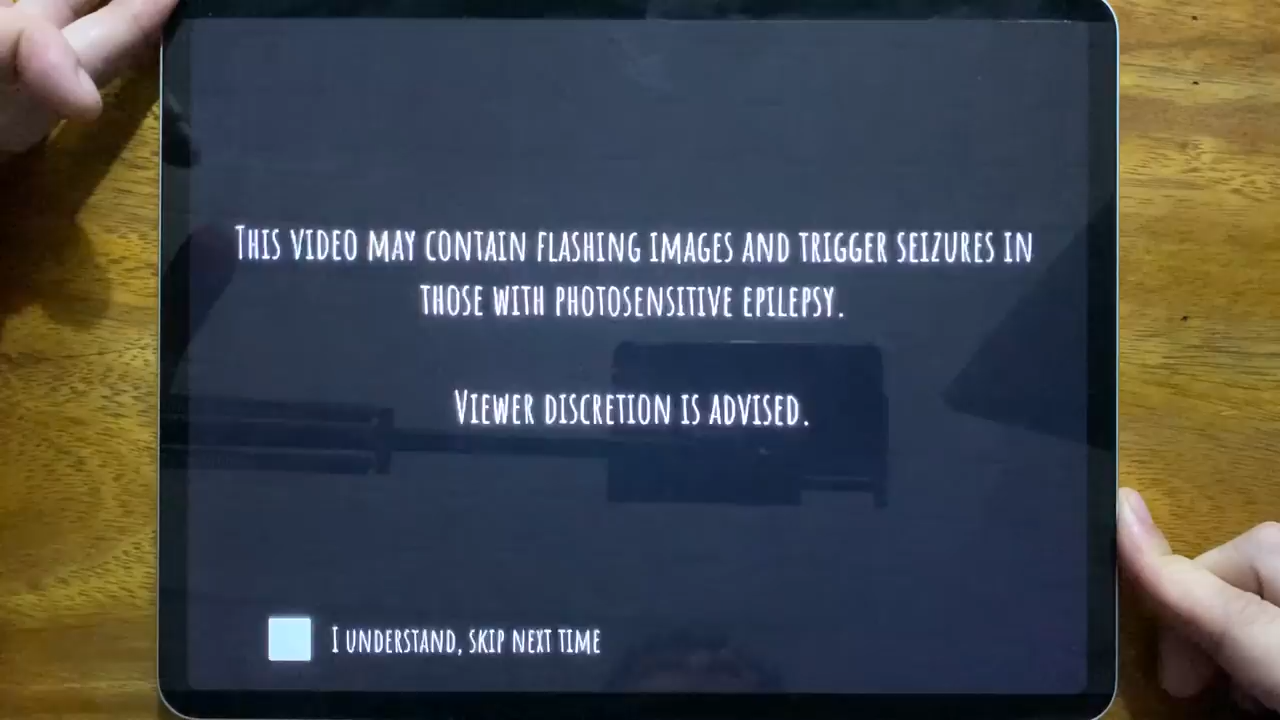 This video may contain flashing images and trigger seizures in
those with photosensitive epilepsy.
Viewer discretion is advised.
I understand, skip next time